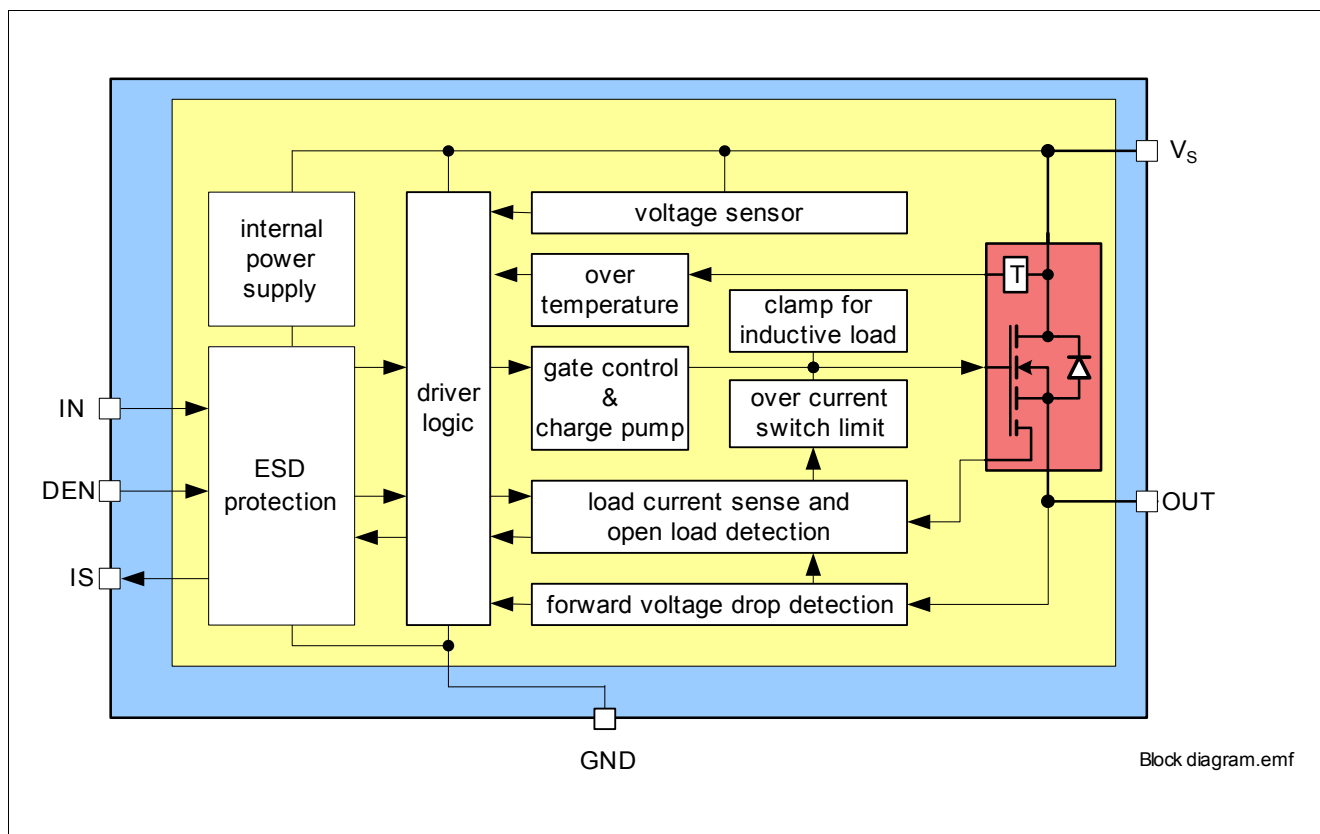 V_S
voltage sensor
internal
power
supply
T
over
temperature
clamp for
inductive load
gate control
&
charge pump
driver
logic
IN
over current
switch limit
ESD
protection
DEN
load current sense and
open load detection
OUT
IS
forward voltage drop detection
GND
Block diagram.emf